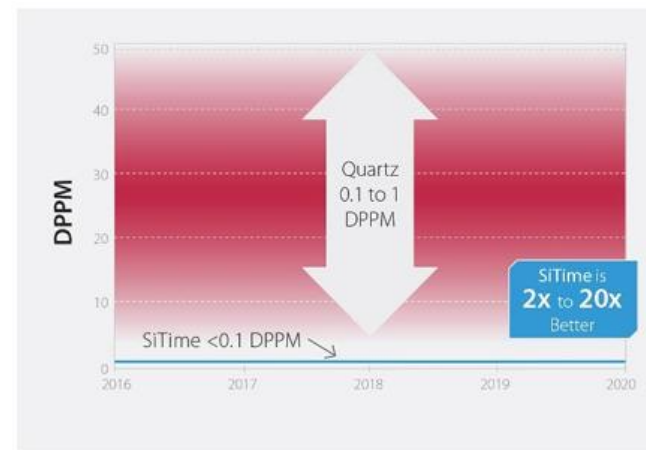 DPPM
50
40
30
20
10
0
Quartz
0.1 to 1
DPPM
SiTime is
2x to 20x
Better
SiTime <0.1 DPPM
2016
2017
2018
2019
2020